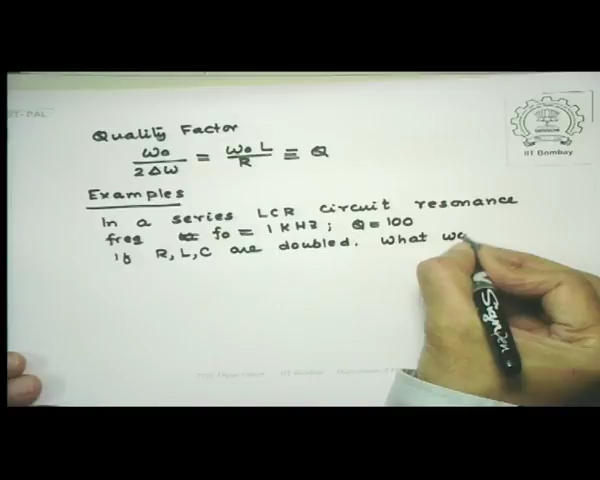 Quality Factor
ω₀ / 2Δω = ω₀L / R ≡ Q
Examples
In a series LCR circuit resonance
freq f₀ = 1 KHz ; Q = 100
if R, L, C are doubled. What
IIT Bombay
Signpen